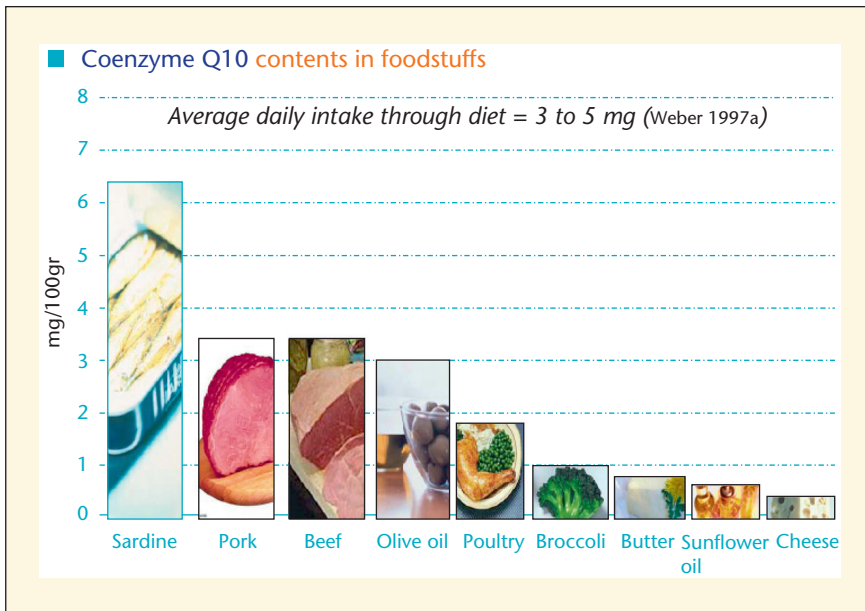 Coenzyme Q10 contents in foodstuffs
Average daily intake through diet = 3 to 5 mg (Weber 1997a)
mg/100gr
8
7
6
5
4
3
2
1
0
Sardine Pork Beef Olive oil Poultry Broccoli Butter Sunflower oil Cheese